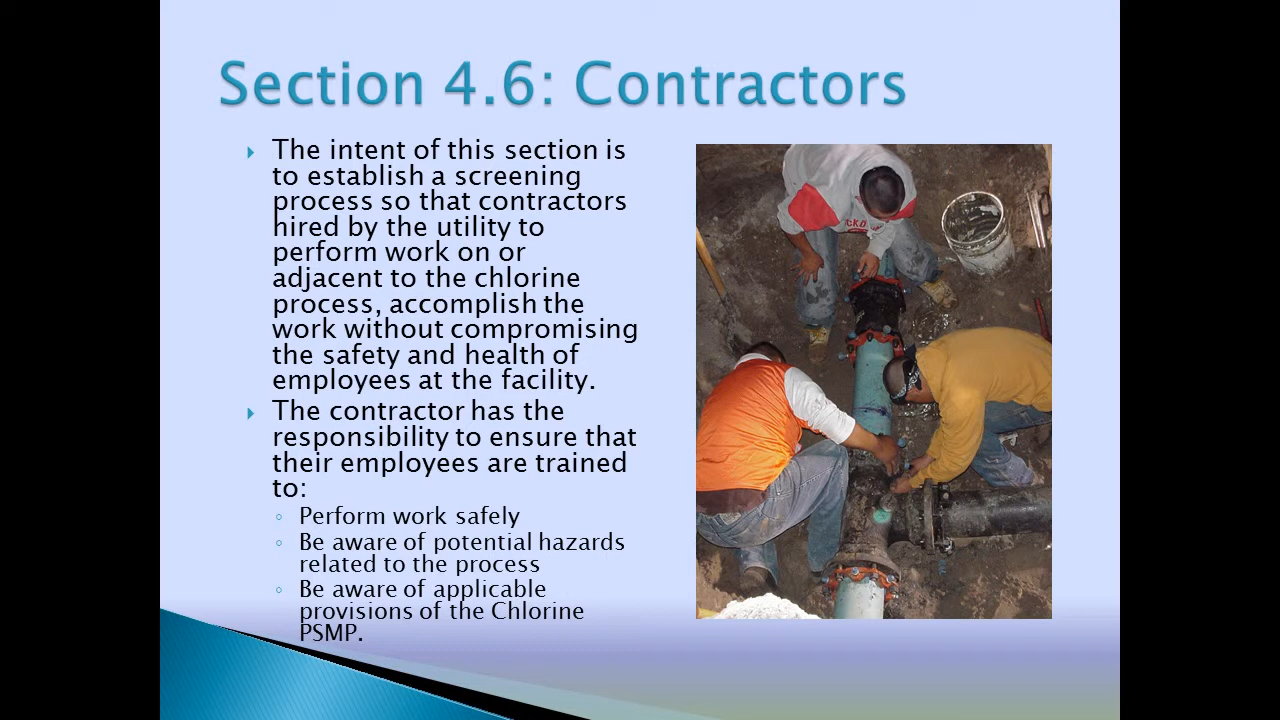 Section 4.6: Contractors
The intent of this section is
to establish a screening
process so that contractors
hired by the utility to
perform work on or
adjacent to the chlorine
process, accomplish the
work without compromising
the safety and health of
employees at the facility.
The contractor has the
responsibility to ensure that
their employees are trained
to:
Perform work safely
Be aware of potential hazards
related to the process
Be aware of applicable
provisions of the Chlorine
PSMP.